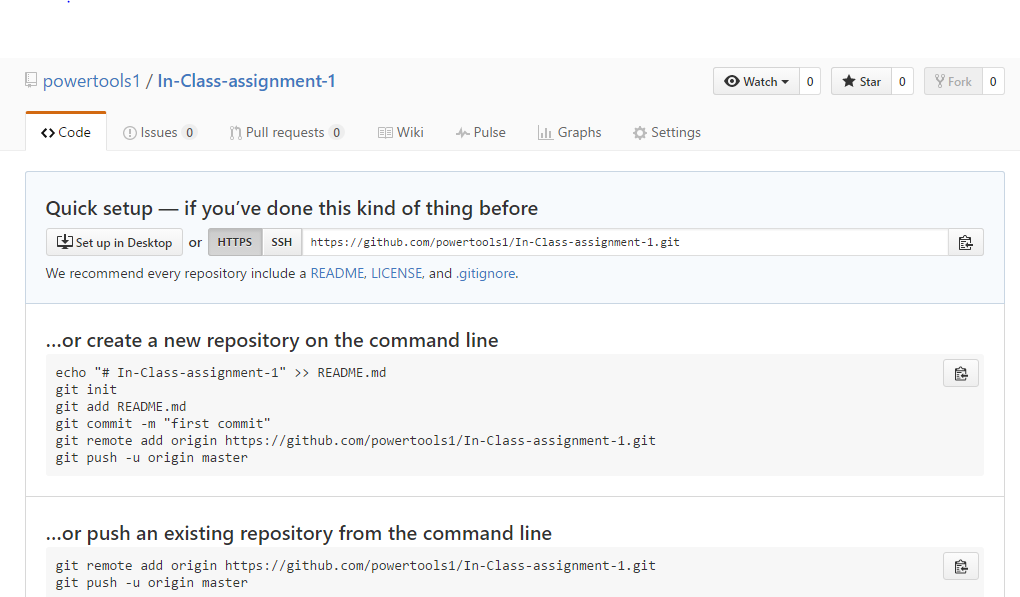 powertools1 / In-Class-assignment-1
Watch 0 Star 0 Fork 0
Code Issues 0 Pull requests 0 Wiki Pulse Graphs Settings
Quick setup — if you’ve done this kind of thing before
Set up in Desktop or HTTPS SSH https://github.com/powertools1/In-Class-assignment-1.git
We recommend every repository include a README, LICENSE, and .gitignore.
…or create a new repository on the command line
echo "# In-Class-assignment-1" >> README.md
git init
git add README.md
git commit -m "first commit"
git remote add origin https://github.com/powertools1/In-Class-assignment-1.git
git push -u origin master
…or push an existing repository from the command line
git remote add origin https://github.com/powertools1/In-Class-assignment-1.git
git push -u origin master